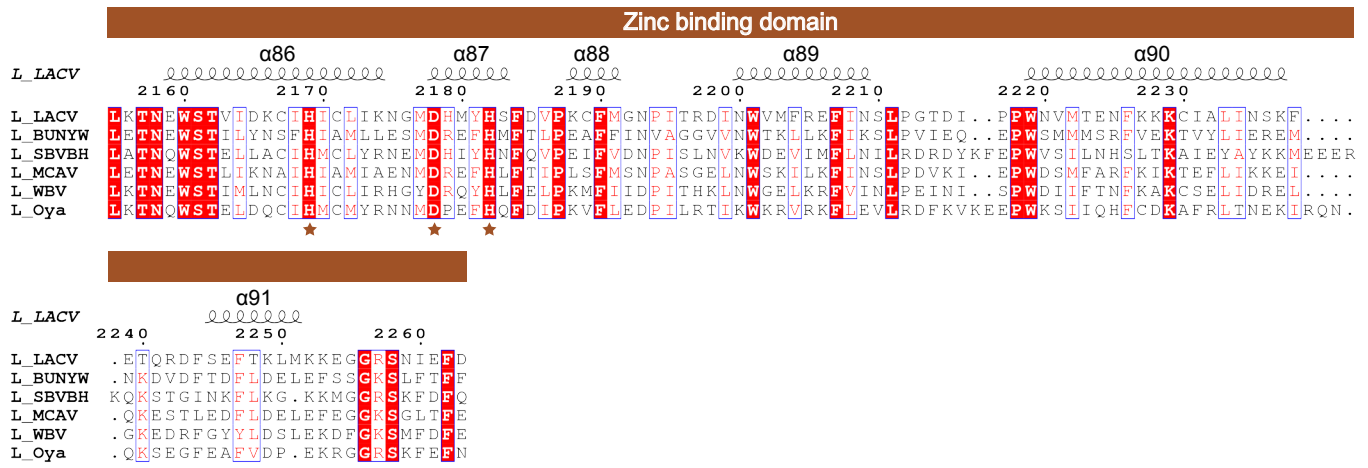 Zinc binding domain
α86 α87 α88 α89 α90
L_LACV
2160 2170 2180 2190 2200 2210 2220 2230
L_LACV LKTNEWSTVIDKCIHICLIKNGMDHMYHSFDVPKCFMGNPITRDINWVMFREFINSLPGTDI..PPWNVMTENFKKKCIALINSKF....
L_BUNYW LETNEWSTILYNSFHIAMLLESMDREFHMFTLPEAFFINVAGGVVNWTKLLKFIKSLPVIEQ..EPWSMMMSRFVEKTVYLIEREM....
L_SBVBH LATNQWSTELLACIHMCLYRNEMDHIYHNFQVPEIFVDNPISLNVKWDEVIMFLNILRDRDYKFEPWVSILNHSLTKAIEYAYKKMEEER
L_MCAV LETNEWSTLIKNAIHIAMIAENMDREFHLFTIPLSFMSNPASGELNWSKILKFINSLPDVKI..EPWDSMFARFKIKTEFLIKKEL....
L_WBV LKTNEWSTIMLNCIHICLIRHGYDRQYHLFELPKMFIIDPITHKLNWGELKRFVINLPEINI..SPWDIIFTNFKAKCSELIDREL....
L_Oya LKTNQWSTELDQCIHMCMYRNNMDPEFHQFDIPKVFLEDPILRTIKWKRVRKFLEVLRDFKVKEEPWKSIIQHFCDKAFRLTNEKIRQN.
α91
L_LACV
2240 2250 2260
L_LACV .ETQRDFSEFTKLMKKEGGRSNIEFD
L_BUNYW .NKDVDFTDFLDELEFSSGKSLFTFF
L_SBVBH KQKSTGINKFLKG.KKMGGRSKFDFQ
L_MCAV .QKESTLEDFLDELEFEGGKSGLTFE
L_WBV .GKEDRFGYYLDSLEKDFGKSMFDFE
L_Oya .QKSEGFEAFVDP.EKRGGRSKFEFN